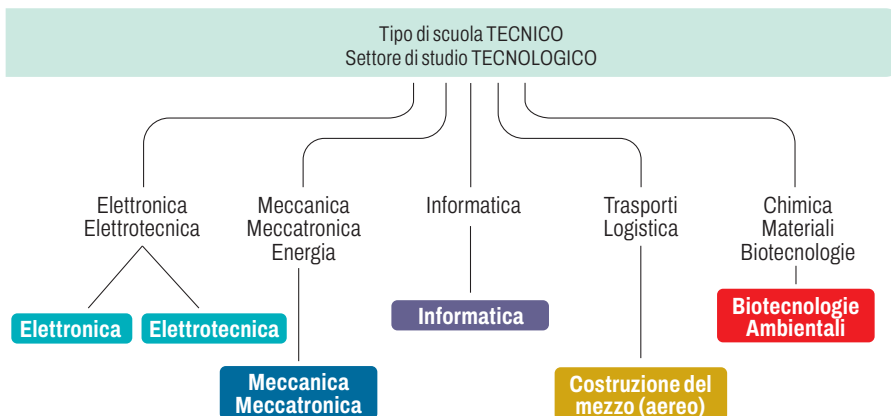 Tipo di scuola TECNICO
Settore di studio TECNOLOGICO
Elettronica
Elettrotecnica
Meccanica
Meccatronica
Energia
Informatica
Trasporti
Logistica
Chimica
Materiali
Biotecnologie
Elettronica
Elettrotecnica
Meccanica
Meccatronica
Informatica
Costruzione del
mezzo (aereo)
Biotecnologie
Ambientali